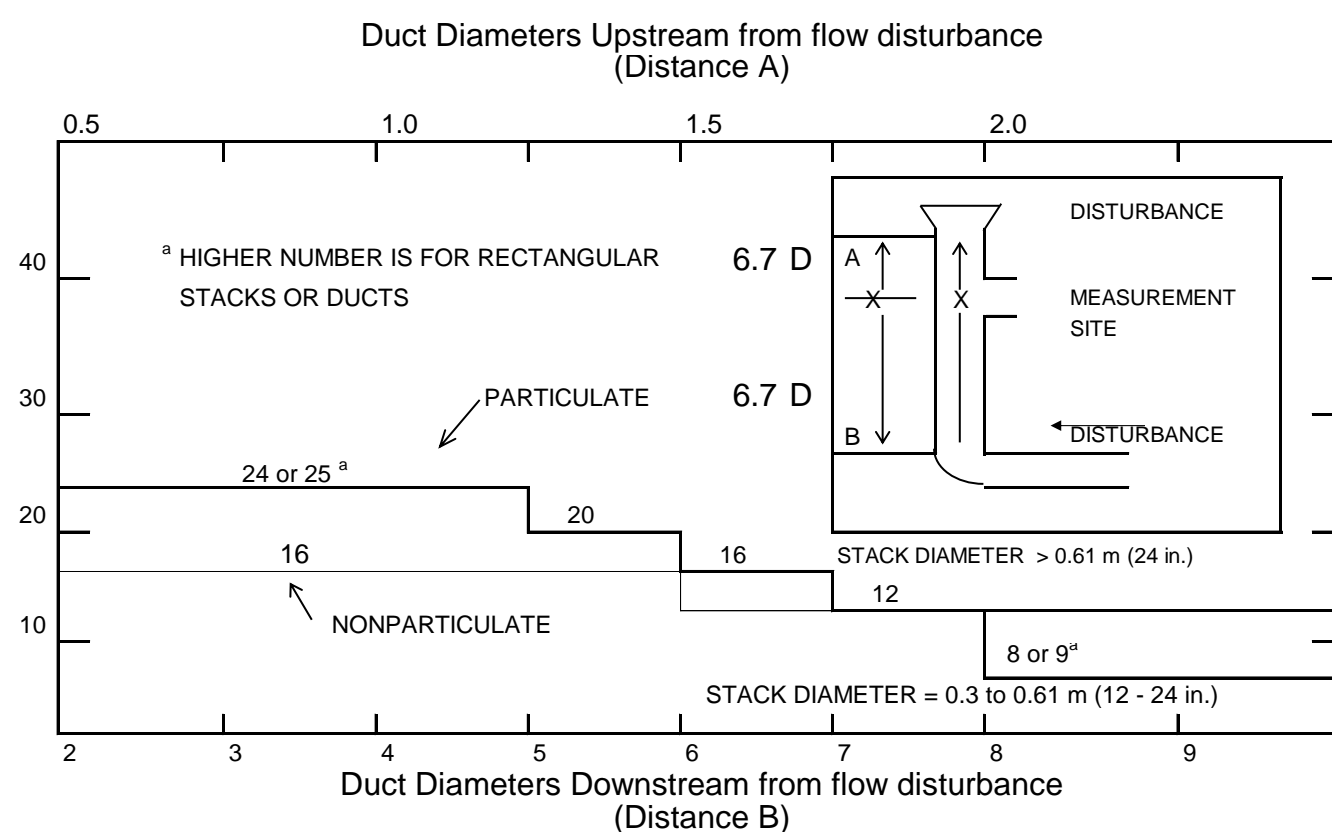 Duct Diameters Upstream from flow disturbance
(Distance A)
0.5 1.0 1.5 2.0
40
30
20
10
a HIGHER NUMBER IS FOR RECTANGULAR
STACKS OR DUCTS
6.7 D
6.7 D
A
X X
B
DISTURBANCE
MEASUREMENT
SITE
DISTURBANCE
PARTICULATE
24 or 25 a
20
16
16
STACK DIAMETER > 0.61 m (24 in.)
12
NONPARTICULATE
8 or 9a
STACK DIAMETER = 0.3 to 0.61 m (12 - 24 in.)
2 3 4 5 6 7 8 9
Duct Diameters Downstream from flow disturbance
(Distance B)